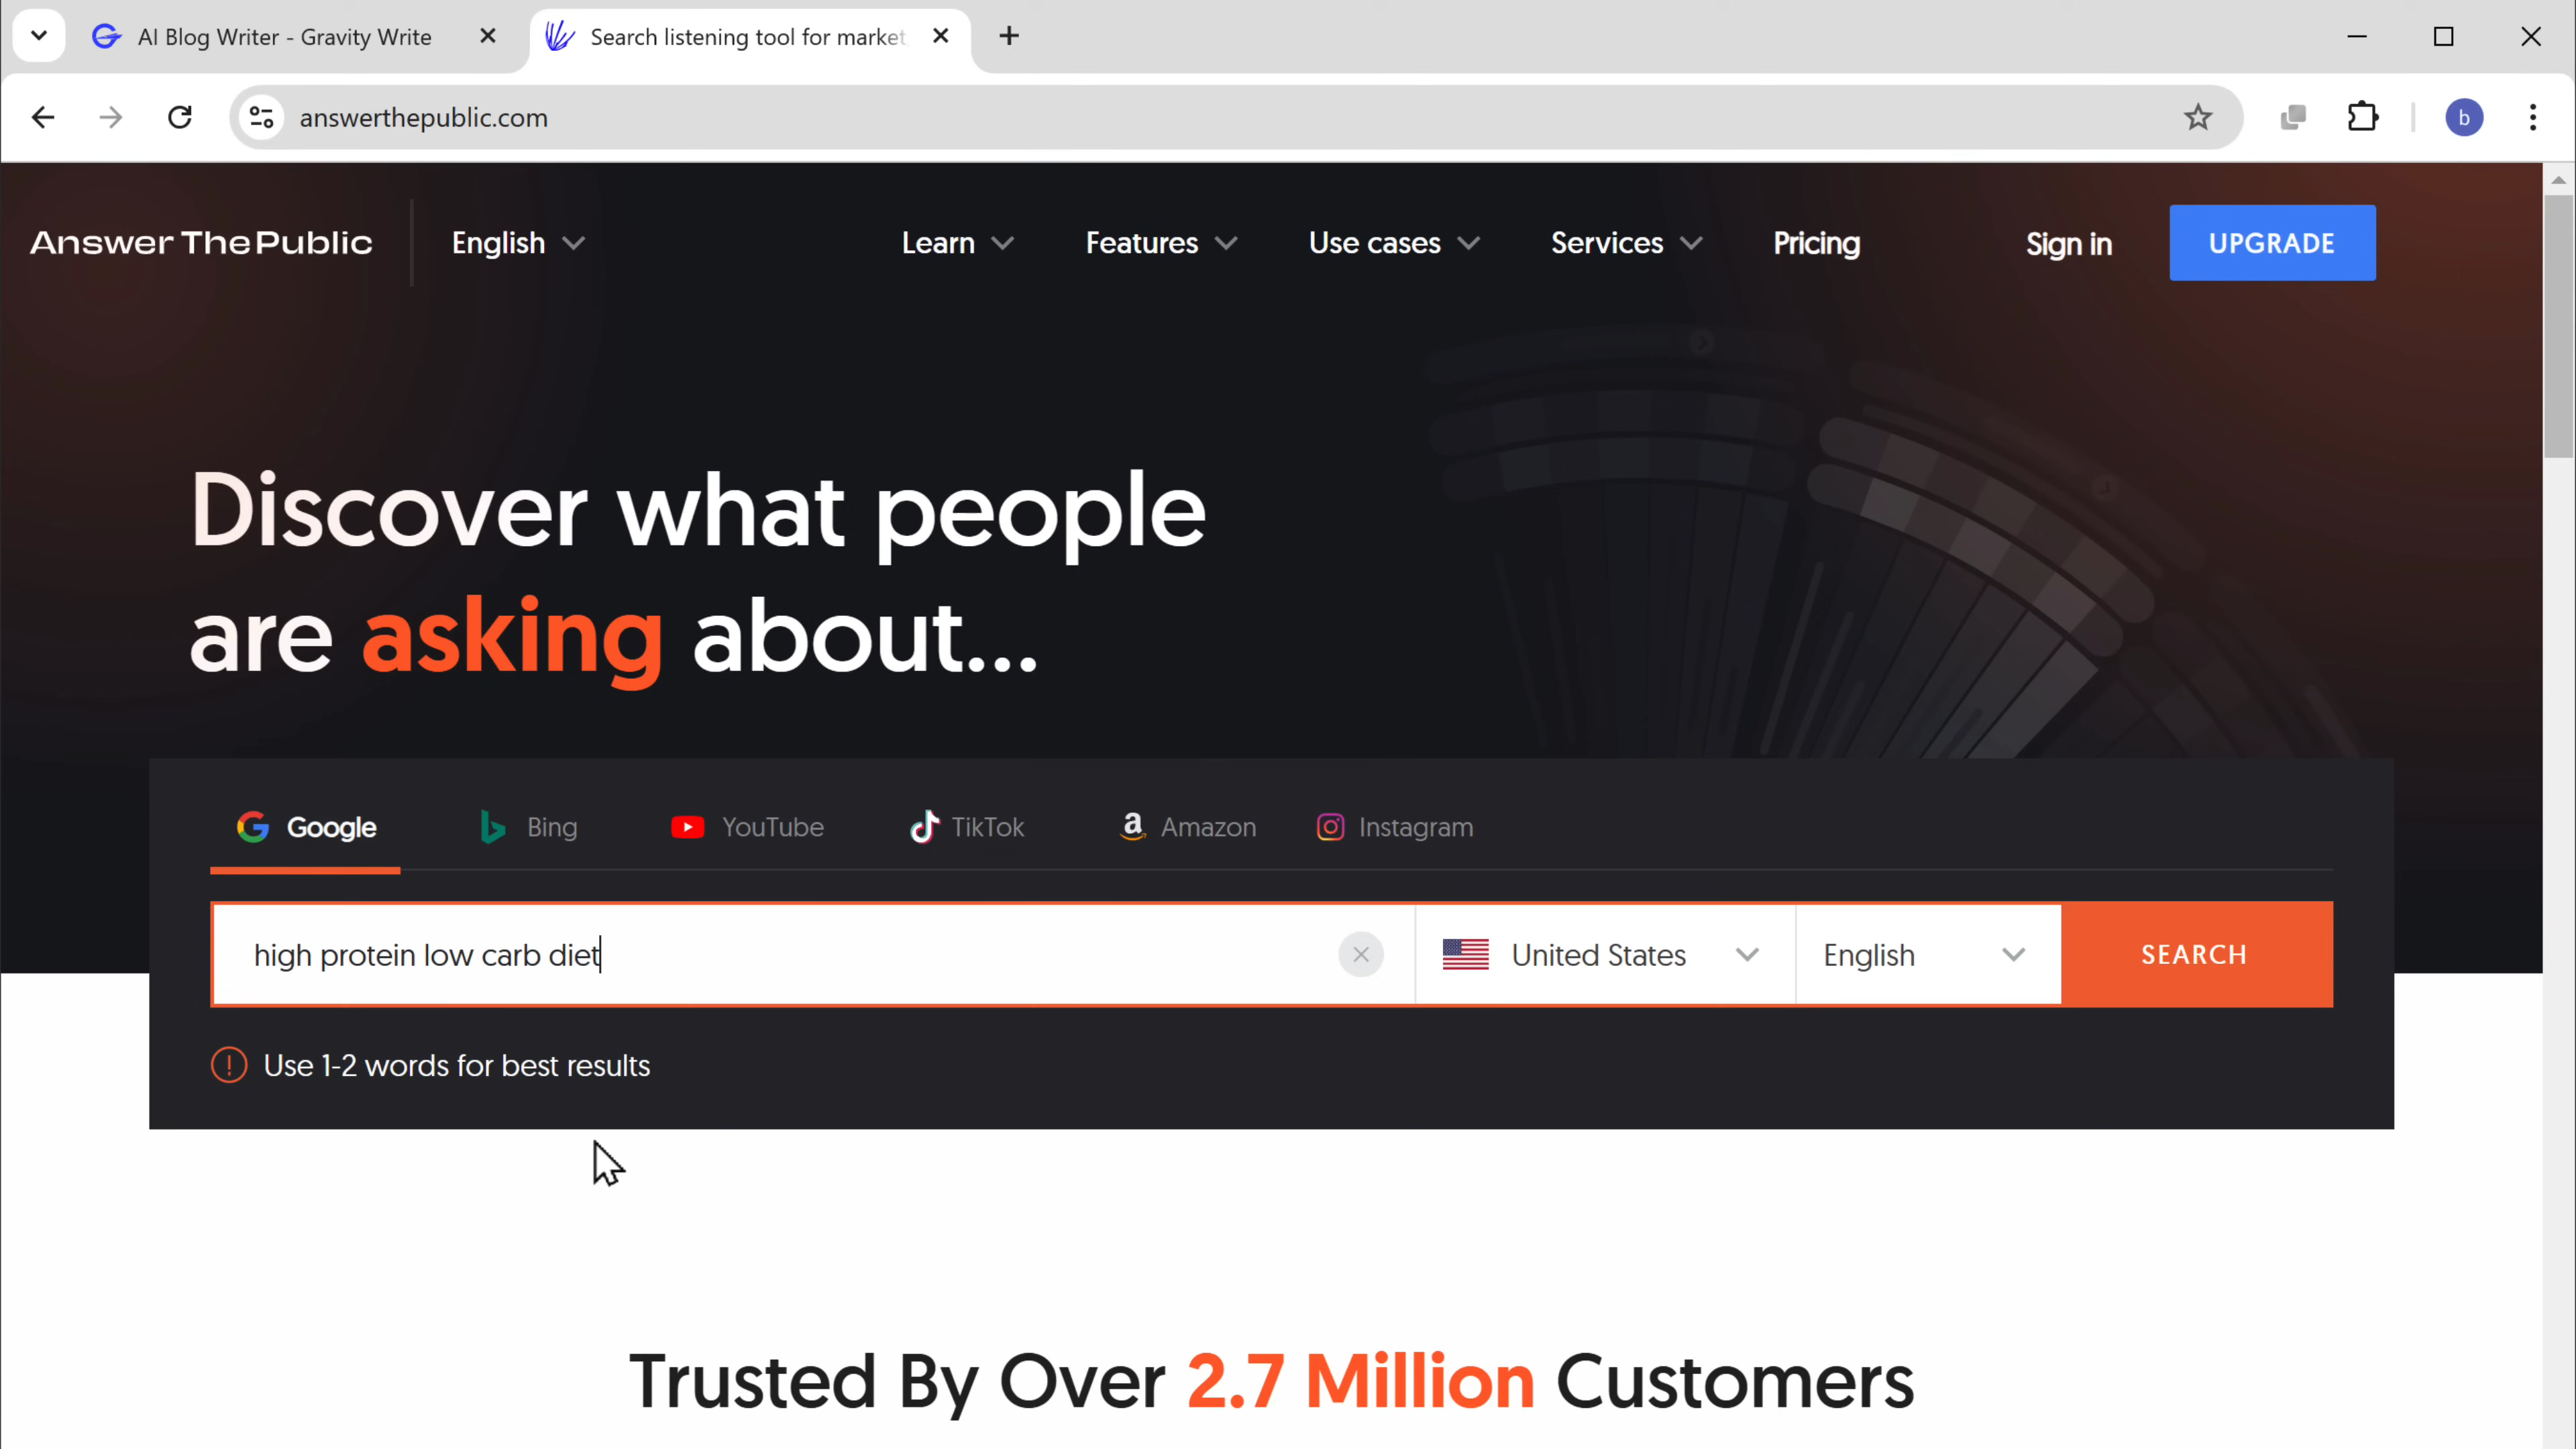 AI Blog Writer - Gravity Write
Search listening tool for market
answerthepublic.com
b
Answer The Public
English
Learn
Features
Use cases
Services
Pricing
Sign in
UPGRADE
Discover what people
are asking about...
Google
Bing
YouTube
TikTok
Amazon
Instagram
high protein low carb diet
United States
English
SEARCH
Use 1-2 words for best results
Trusted By Over 2.7 Million Customers